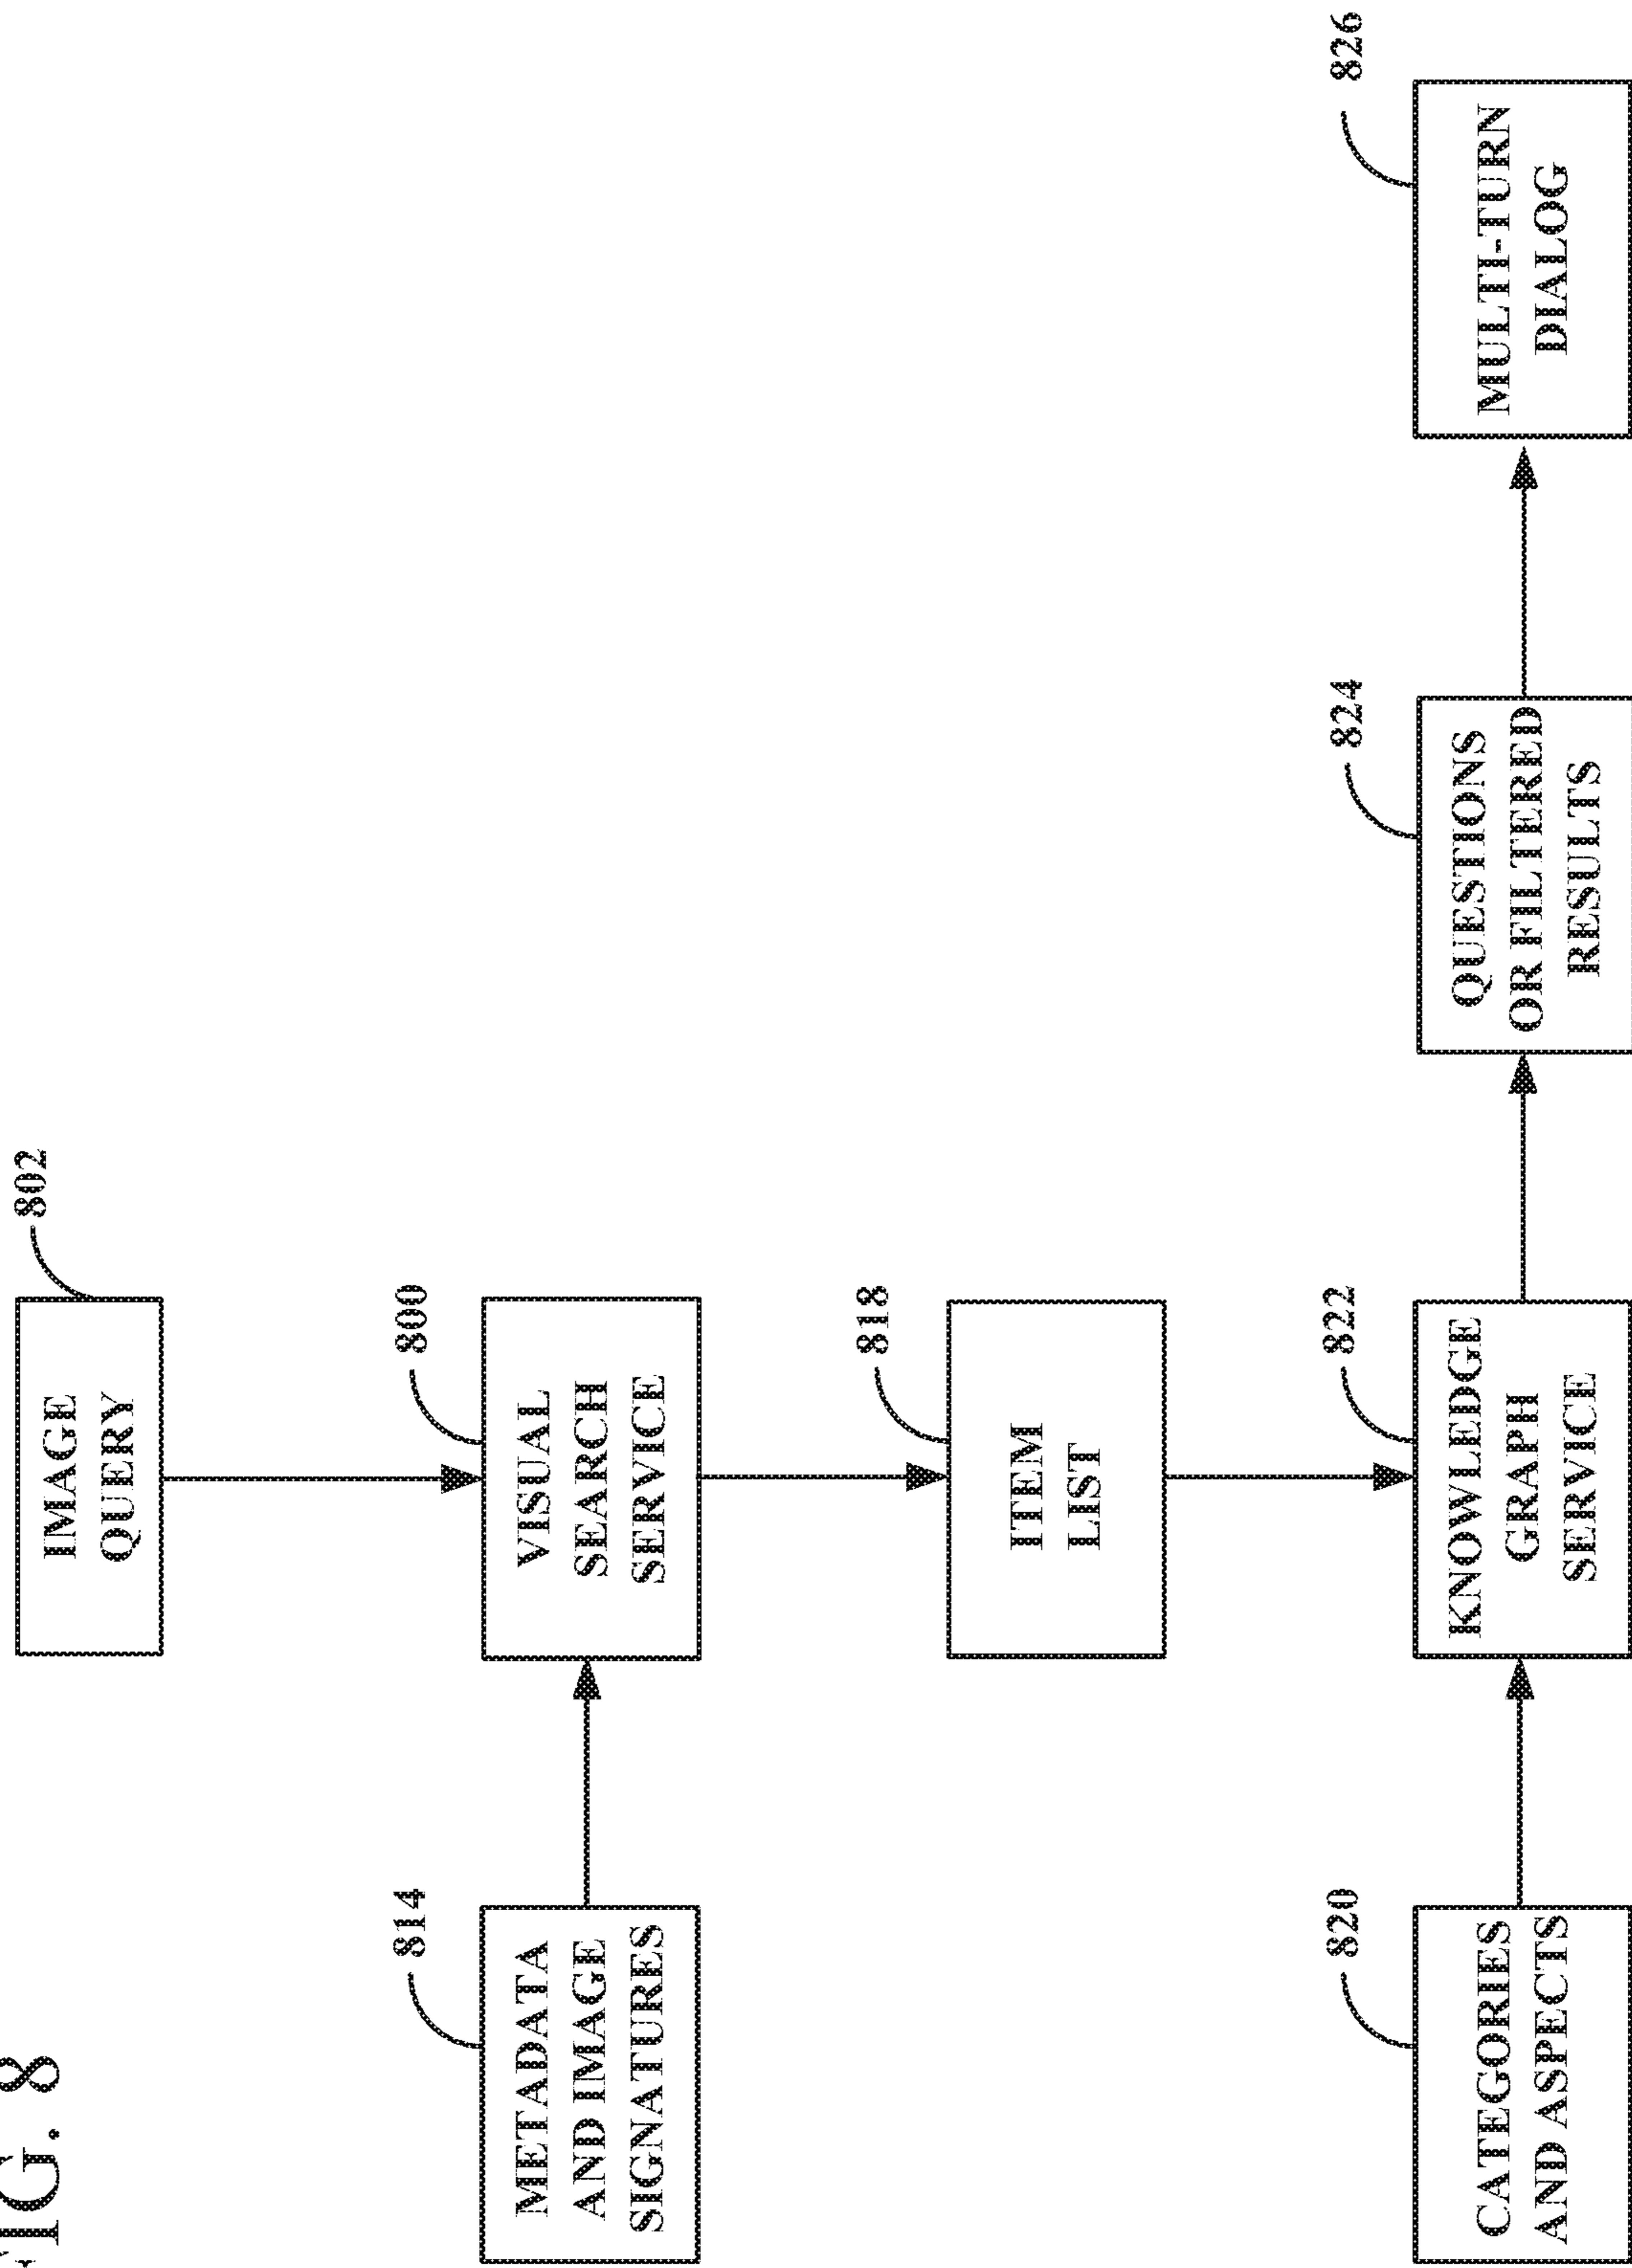 FIG. 8
802
IMAGE
QUERY
814
METADATA
AND IMAGE
SIGNATURES
800
VISUAL
SEARCH
SERVICE
818
ITEM
LIST
820
CATEGORIES
AND ASPECTS
822
KNOWLEDGE
GRAPH
SERVICE
824
QUESTIONS
OR FILTERED
RESULTS
826
MULTI-TURN
DIALOG